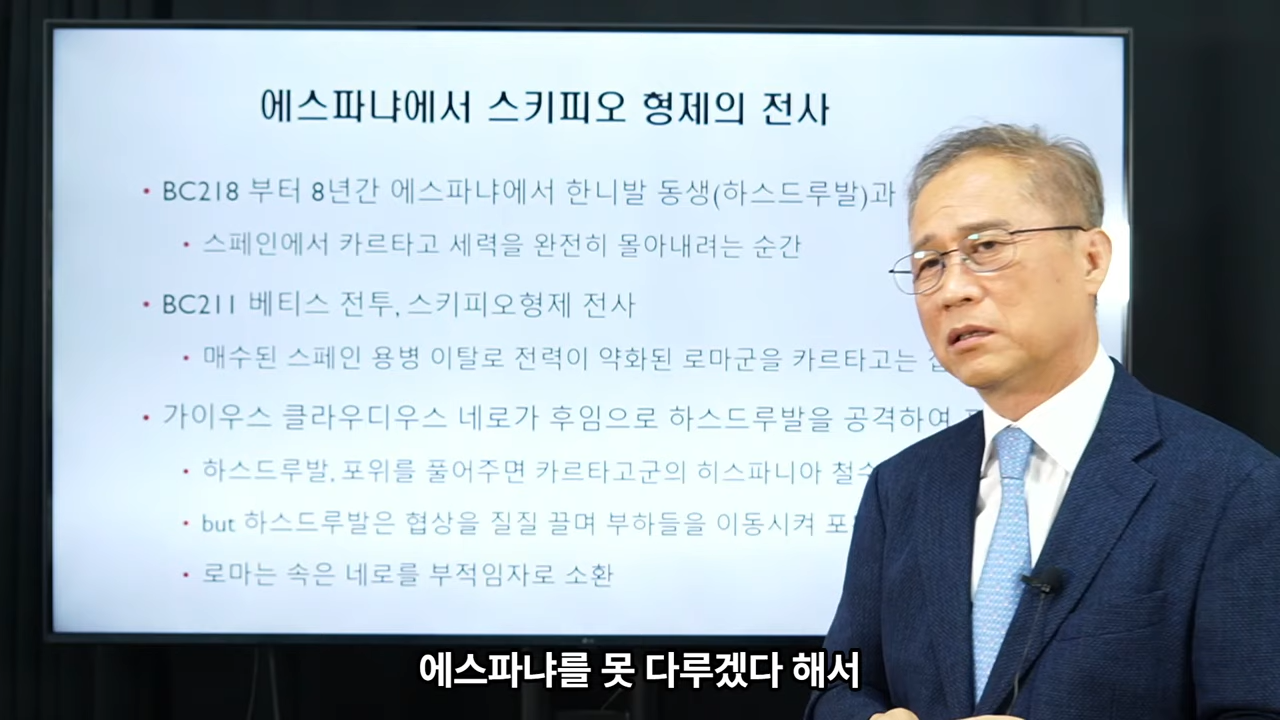 에스파냐에서 스키피오 형제의 전사
• BC218 부터 8년간 에스파냐에서 한니발 동생(하스드루발)과
• 스페인에서 카르타고 세력을 완전히 몰아내려는 순간
• BC211 베티스 전투, 스키피오형제 전사
• 매수된 스페인 용병 이탈로 전력이 약화된 로마군을 카르타고는
• 가이우스 클라우디우스 네로가 후임으로 하스드루발을 공격하여
• 하스드루발, 포위를 풀어주면 카르타고군의 히스파니아 철수
• but 하스드루발은 협상을 질질 끌며 부하들을 이동시켜
• 로마는 속은 네로를 부적임자로 소환
에스파냐를 못 다루겠다 해서